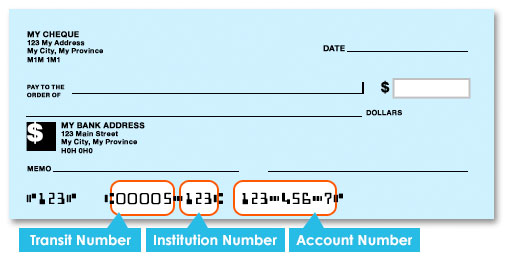 MY CHEQUE
123 My Address
My City, My Province
M1M 1M1
DATE
PAY TO THE
ORDER OF
$
DOLLARS
$
MY BANK ADDRESS
123 Main Street
My City, My Province
H0H 0H0
MEMO
⑈123⑈ ⑆00005⑉123⑆ 123⑉456⑉7⑈
Transit Number Institution Number Account Number